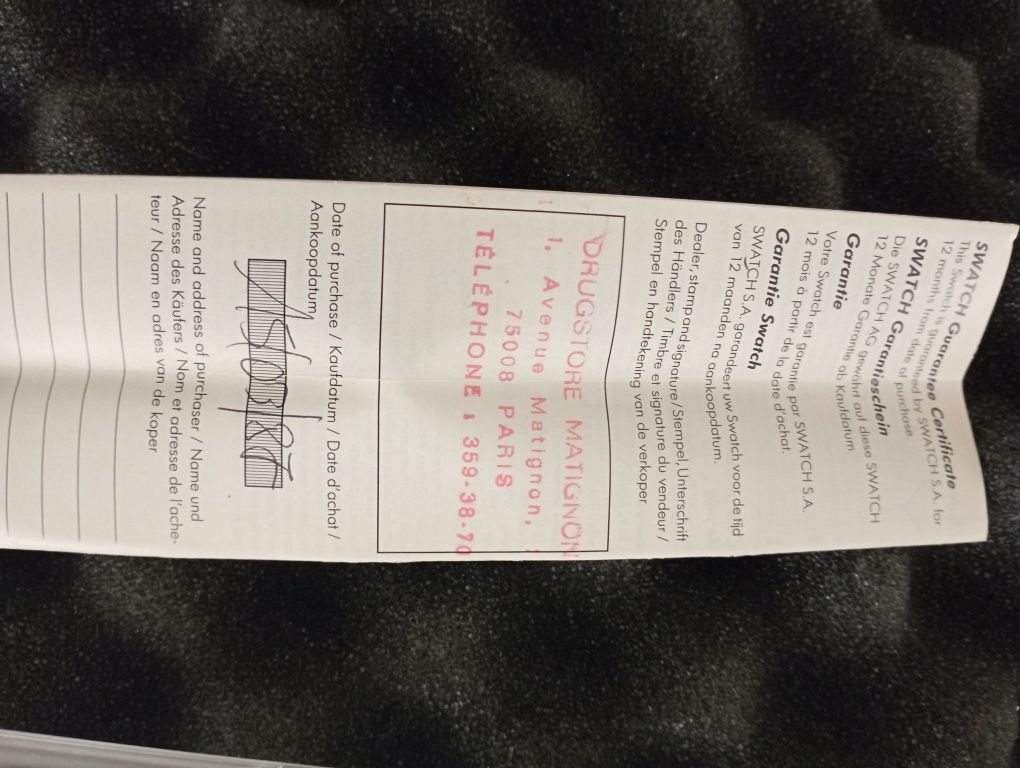 SWATCH Guarantee Certificate
This Swatch is guaranteed by SWATCH S.A. for
12 months from date of purchase.
SWATCH Garantieschein
Die SWATCH AG gewährt auf diese SWATCH
12 Monate Garantie ab Kaufdatum.
Garantie
Votre Swatch est garantie par SWATCH S.A.
12 mois à partir de la date d'achat.
Garantie Swatch
SWATCH S.A. garandeert uw Swatch voor de tijd
van 12 maanden na aankoopdatum.
Dealer, stamp and signature / Stempel, Unterschrift
des Händlers / Timbre et signature du vendeur /
Stempel en handtekening van de verkoper
DRUGSTORE MATIGNON
1, Avenue Matignon,
75008 PARIS
TÉLÉPHONE : 359-38-70
Date of purchase / Kaufdatum / Date d'achat /
Aankoopdatum
Name and address of purchaser / Name und
Adresse des Käufers / Nom et adresse de l'ache-
teur / Naam en adres van de koper